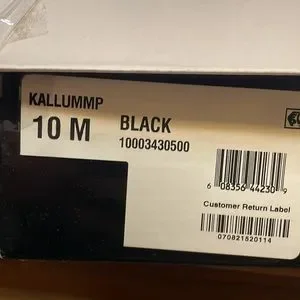 KALLUMMP
10 M BLACK
10003430500
6 08356 44230 9
Customer Return Label
070821520114